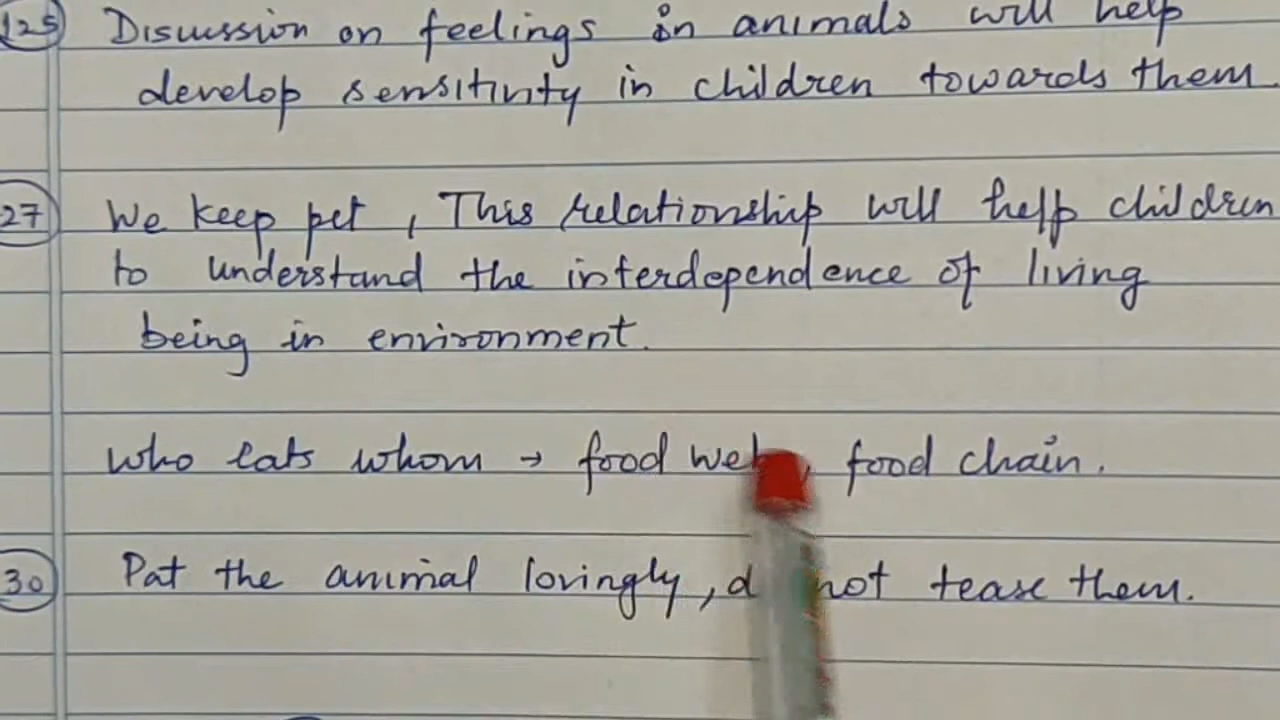 125 Discussion on feelings in animals will help
develop sensitivity in children towards them.
27 We keep pet, This relationship will help children
to understand the interdependence of living
being in environment.
who eats whom → food web, food chain.
30 Pat the animal lovingly, not tease them.